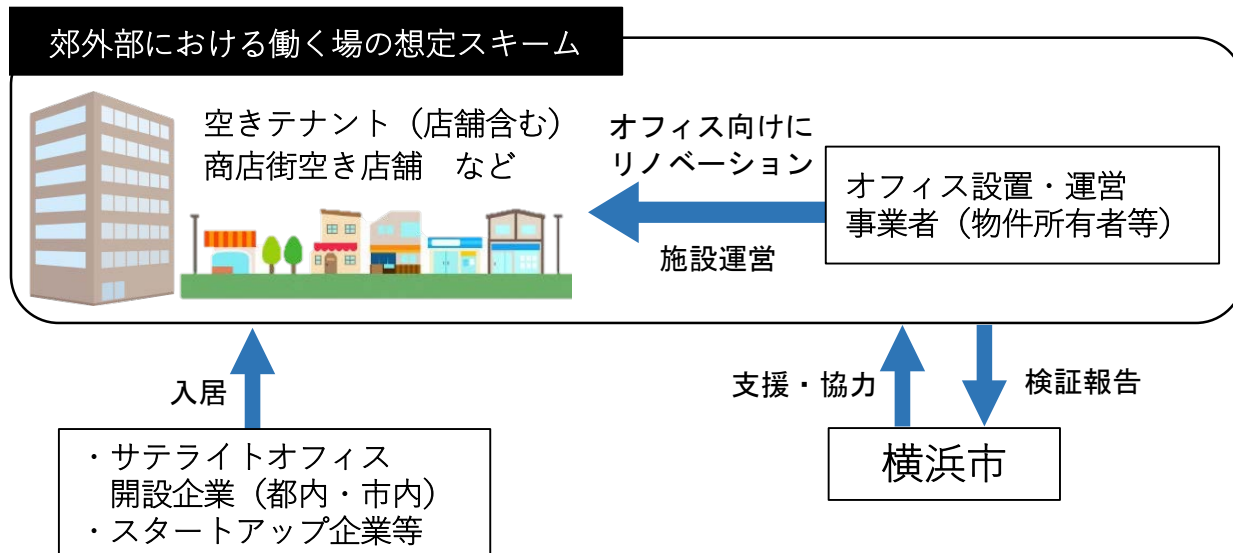 郊外部における働く場の想定スキーム
空きテナント（店舗含む）
商店街空き店舗　など
オフィス向けに
リノベーション
施設運営
オフィス設置・運営
事業者（物件所有者等）
入居
支援・協力
検証報告
・サテライトオフィス
開設企業（都内・市内）
・スタートアップ企業等
横浜市